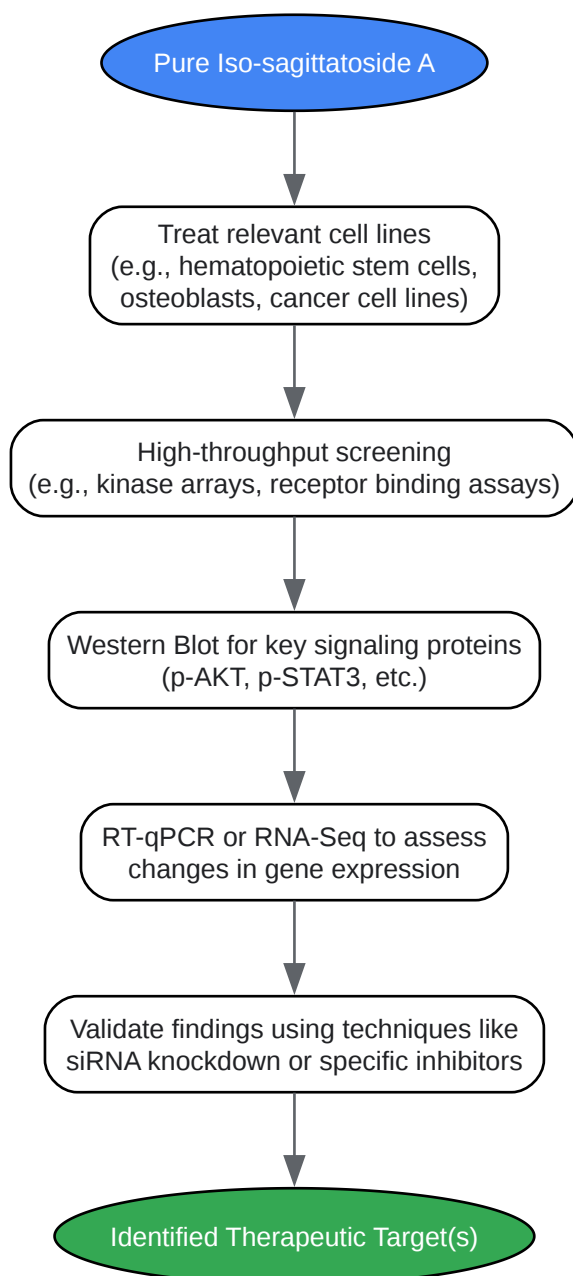 Pure Iso-sagittatoside A
Treat relevant cell lines
(e.g., hematopoietic stem cells,
osteoblasts, cancer cell lines)
High-throughput screening
(e.g., kinase arrays, receptor binding assays)
Western Blot for key signaling proteins
(p-AKT, p-STAT3, etc.)
RT-qPCR or RNA-Seq to assess
changes in gene expression
Validate findings using techniques like
siRNA knockdown or specific inhibitors
Identified Therapeutic Target(s)